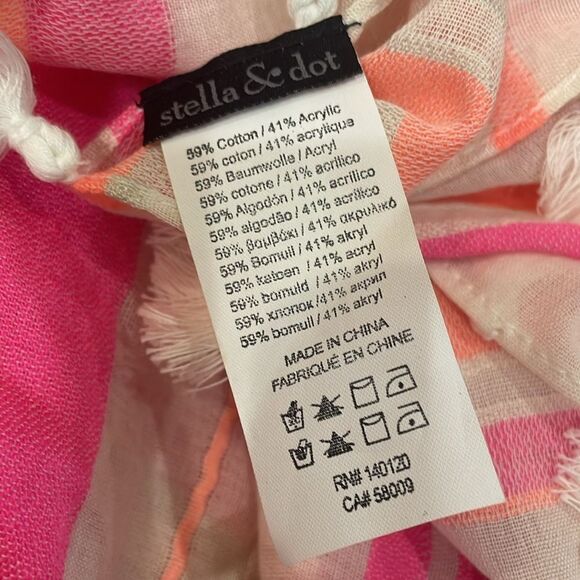 stella & dot
59% Cotton / 41% Acrylic
59% coton / 41% acrylique
59% Baumwolle / Acryl
59% cotone / 41% acrilico
59% Algodón / 41% acrílico
59% algodão / 41% acrílico
59% βαμβάκι / 41% ακρυλικό
59% Bomull / 41% akryl
59% katoen / 41% acryl
59% bomuld / 41% akryl
59% хлопок /41% акрил
59% bomull / 41% akryl
MADE IN CHINA
FABRIQUÉ EN CHINE
RN# 140120
CA# 58009